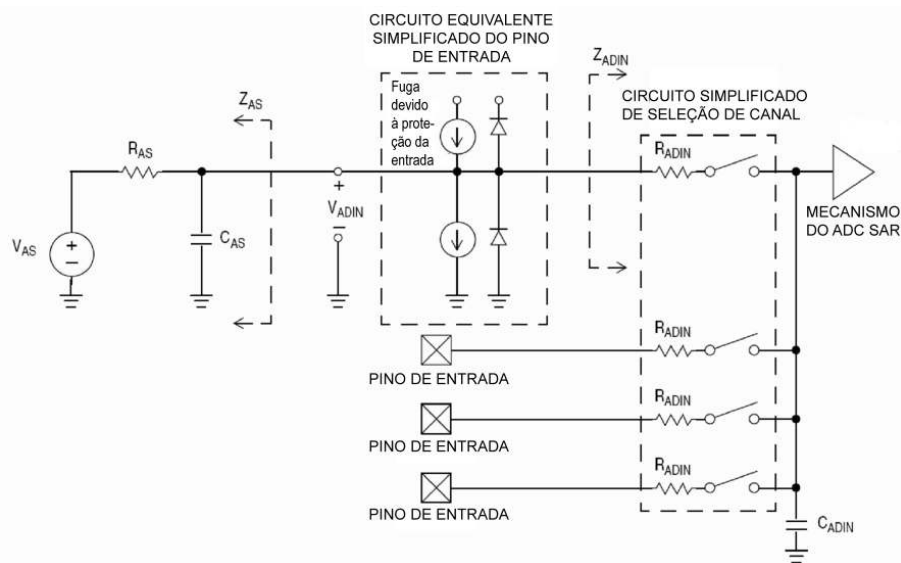 CIRCUITO EQUIVALENTE
SIMPLIFICADO DO PINO
DE ENTRADA
Z_ADIN
Fuga
devido
à prote-
ção da
entrada
CIRCUITO SIMPLIFICADO
DE SELEÇÃO DE CANAL
Z_AS
R_AS
R_ADIN
+
V_ADIN
−
C_AS
V_AS
+
−
MECANISMO
DO ADC SAR
R_ADIN
PINO DE ENTRADA
R_ADIN
PINO DE ENTRADA
R_ADIN
PINO DE ENTRADA
C_ADIN